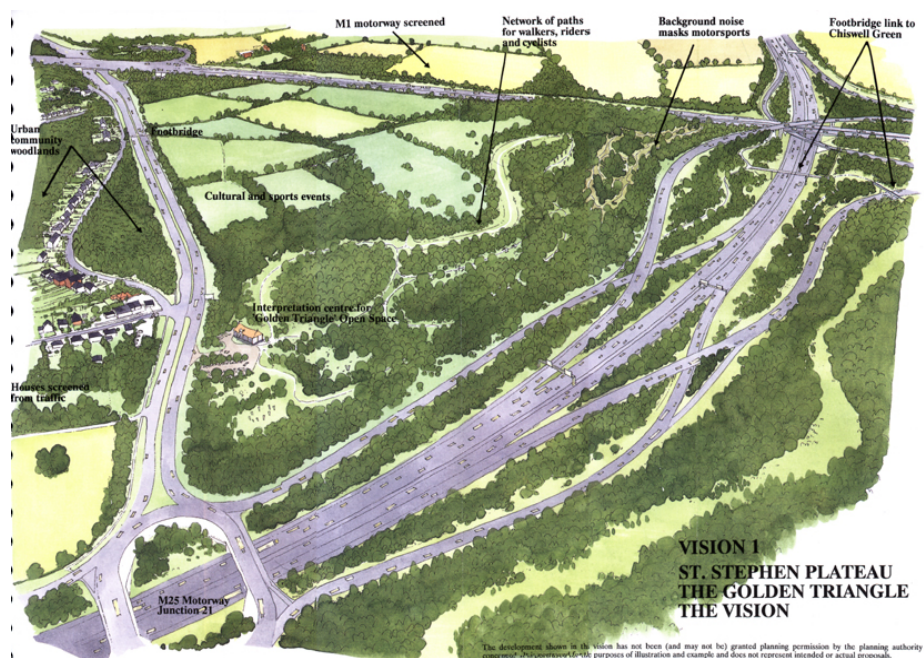 M1 motorway screened
Network of paths
for walkers, riders
and cyclists
Background noise
masks motorsports
Footbridge link to
Chiswell Green
Urban
community
woodlands
Footbridge
Cultural and sports events
Interpretation centre for
'Golden Triangle' Open Space
Houses screened
from traffic
M25 Motorway
Junction 21
VISION 1
ST. STEPHEN PLATEAU
THE GOLDEN TRIANGLE
THE VISION
The development shown in this vision has not been (and may not be) granted planning permission by the planning
purposes of illustration and example and does not represent intended or actual proposals.